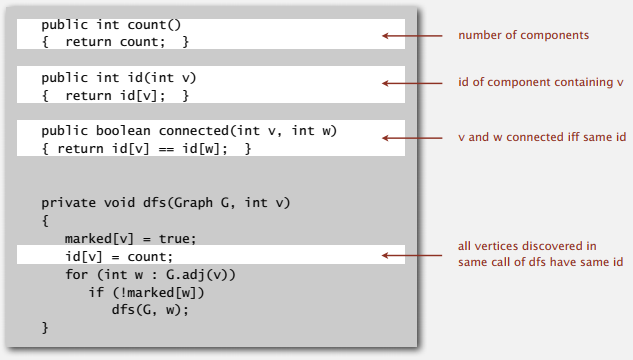 public int count()
{  return count;  }
number of components
public int id(int v)
{  return id[v];  }
id of component containing v
public boolean connected(int v, int w)
{ return id[v] == id[w];  }
v and w connected iff same id
private void dfs(Graph G, int v)
{
marked[v] = true;
id[v] = count;
for (int w : G.adj(v))
if (!marked[w])
dfs(G, w);
}
all vertices discovered in
same call of dfs have same id